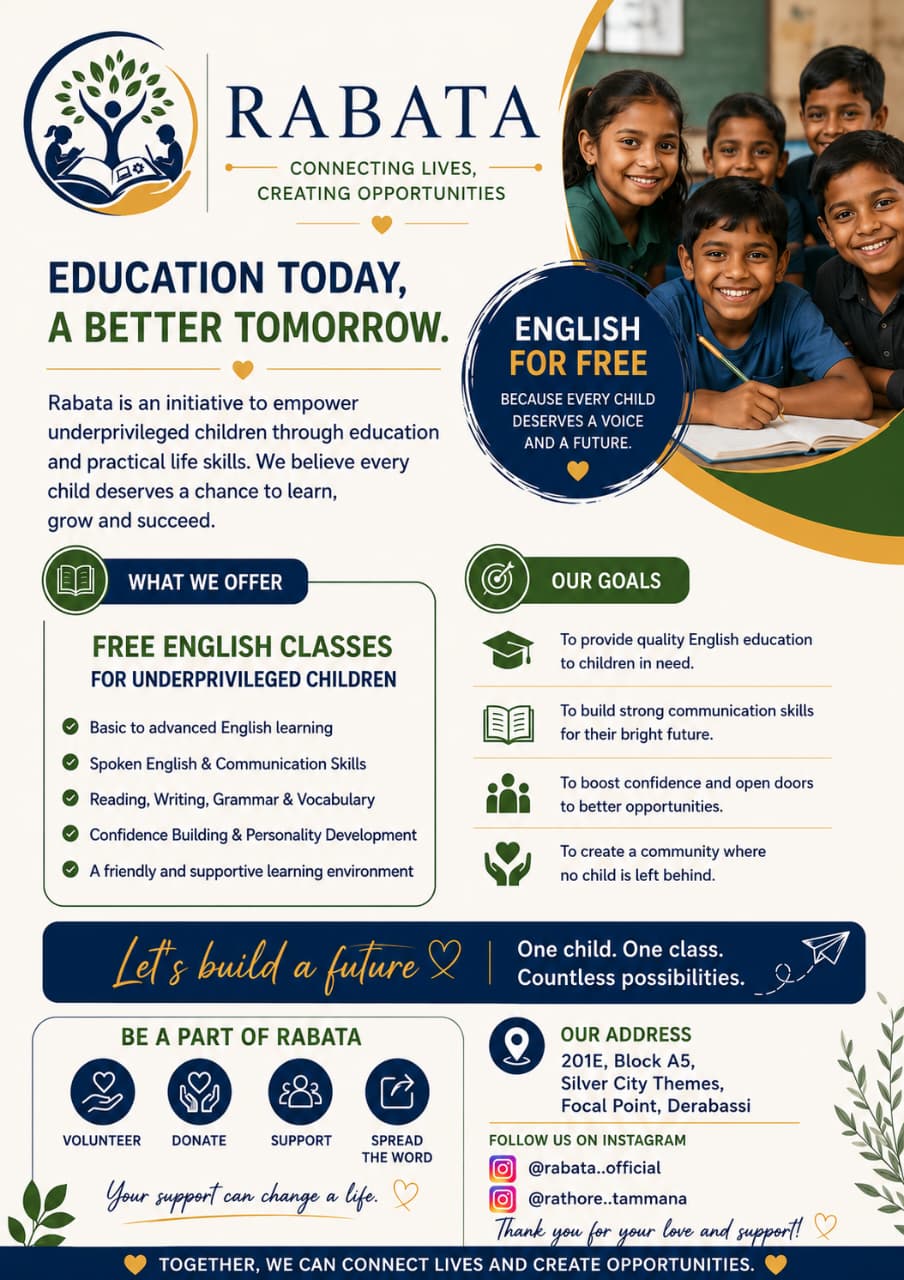 RABATA
CONNECTING LIVES,
CREATING OPPORTUNITIES
EDUCATION TODAY,
A BETTER TOMORROW.
Rabata is an initiative to empower
underprivileged children through education
and practical life skills. We believe every
child deserves a chance to learn,
grow and succeed.
ENGLISH
FOR FREE
BECAUSE EVERY CHILD
DESERVES A VOICE
AND A FUTURE.
WHAT WE OFFER
FREE ENGLISH CLASSES
FOR UNDERPRIVILEGED CHILDREN
Basic to advanced English learning
Spoken English & Communication Skills
Reading, Writing, Grammar & Vocabulary
Confidence Building & Personality Development
A friendly and supportive learning environment
OUR GOALS
To provide quality English education
to children in need.
To build strong communication skills
for their bright future.
To boost confidence and open doors
to better opportunities.
To create a community where
no child is left behind.
Let's build a future
One child. One class.
Countless possibilities.
BE A PART OF RABATA
VOLUNTEER
DONATE
SUPPORT
SPREAD
THE WORD
Your support can change a life.
OUR ADDRESS
201E, Block A5,
Silver City Themes,
Focal Point, Derabassi
FOLLOW US ON INSTAGRAM
@rabata..official
@rathore..tammana
Thank you for your love and support!
TOGETHER, WE CAN CONNECT LIVES AND CREATE OPPORTUNITIES.